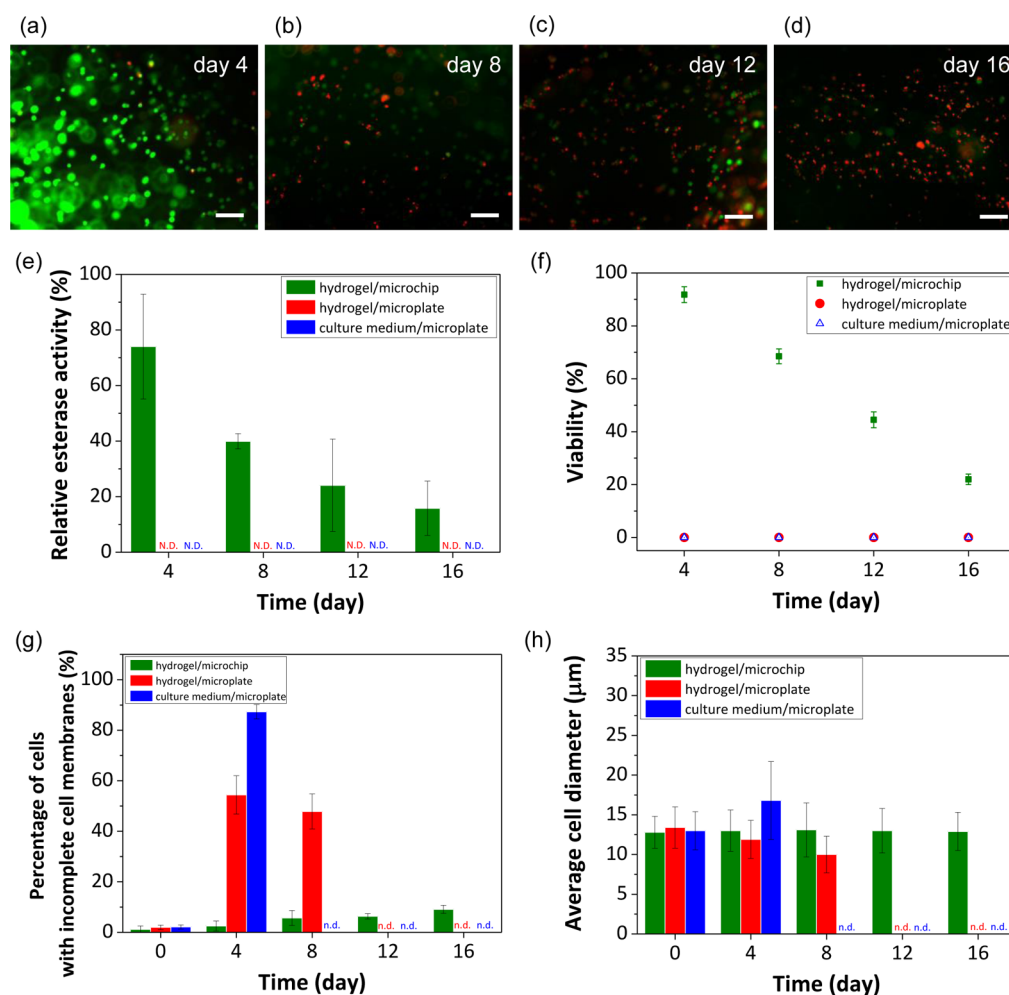 (a)
day 4
(b)
day 8
(c)
day 12
(d)
day 16
(e)
Relative esterase activity (%)
100
80
60
40
20
0
hydrogel/microchip
hydrogel/microplate
culture medium/microplate
N.D. N.D. N.D. N.D. N.D. N.D. N.D. N.D.
4 8 12 16
Time (day)
(f)
Viability (%)
100
80
60
40
20
0
hydrogel/microchip
hydrogel/microplate
culture medium/microplate
4 8 12 16
Time (day)
(g)
Percentage of cells
with incomplete cell membranes (%)
100
80
60
40
20
0
hydrogel/microchip
hydrogel/microplate
culture medium/microplate
n.d. n.d. n.d. n.d. n.d.
0 4 8 12 16
Time (day)
(h)
Average cell diameter (μm)
35
30
25
20
15
10
5
0
hydrogel/microchip
hydrogel/microplate
culture medium/microplate
n.d. n.d. n.d. n.d. n.d.
0 4 8 12 16
Time (day)